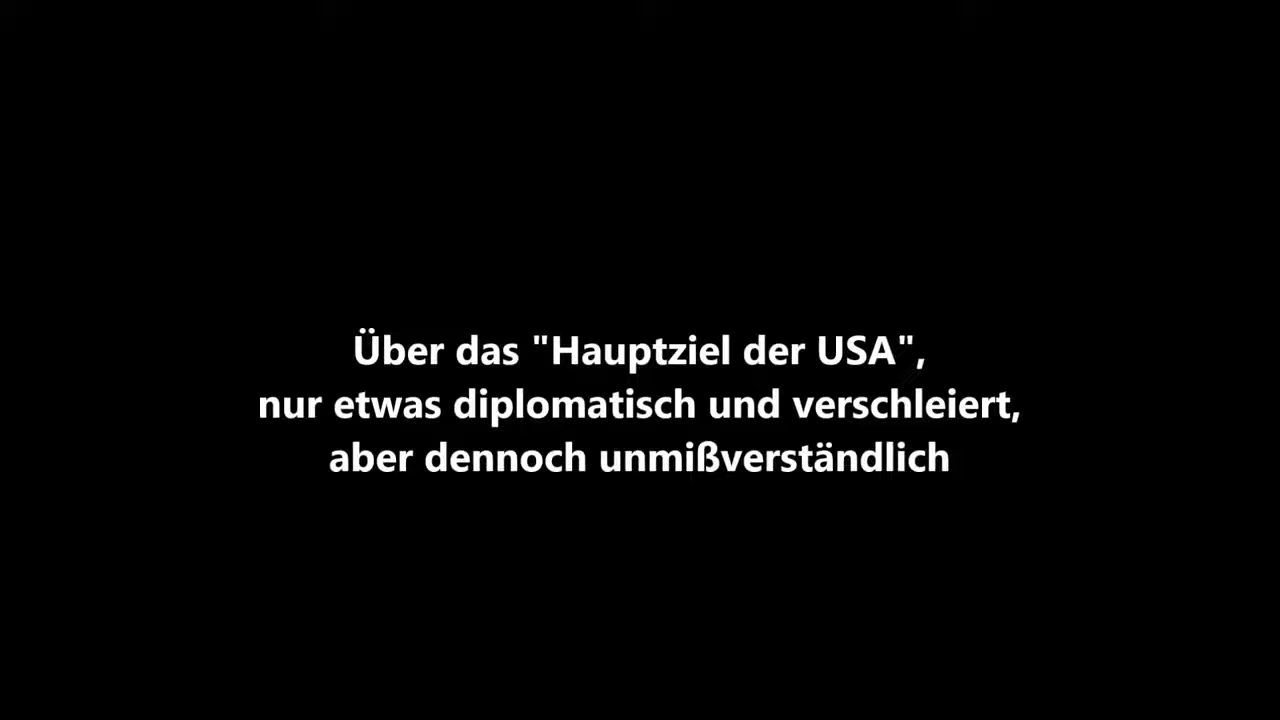 Über das "Hauptziel der USA",
nur etwas diplomatisch und verschleiert,
aber dennoch unmißverständlich